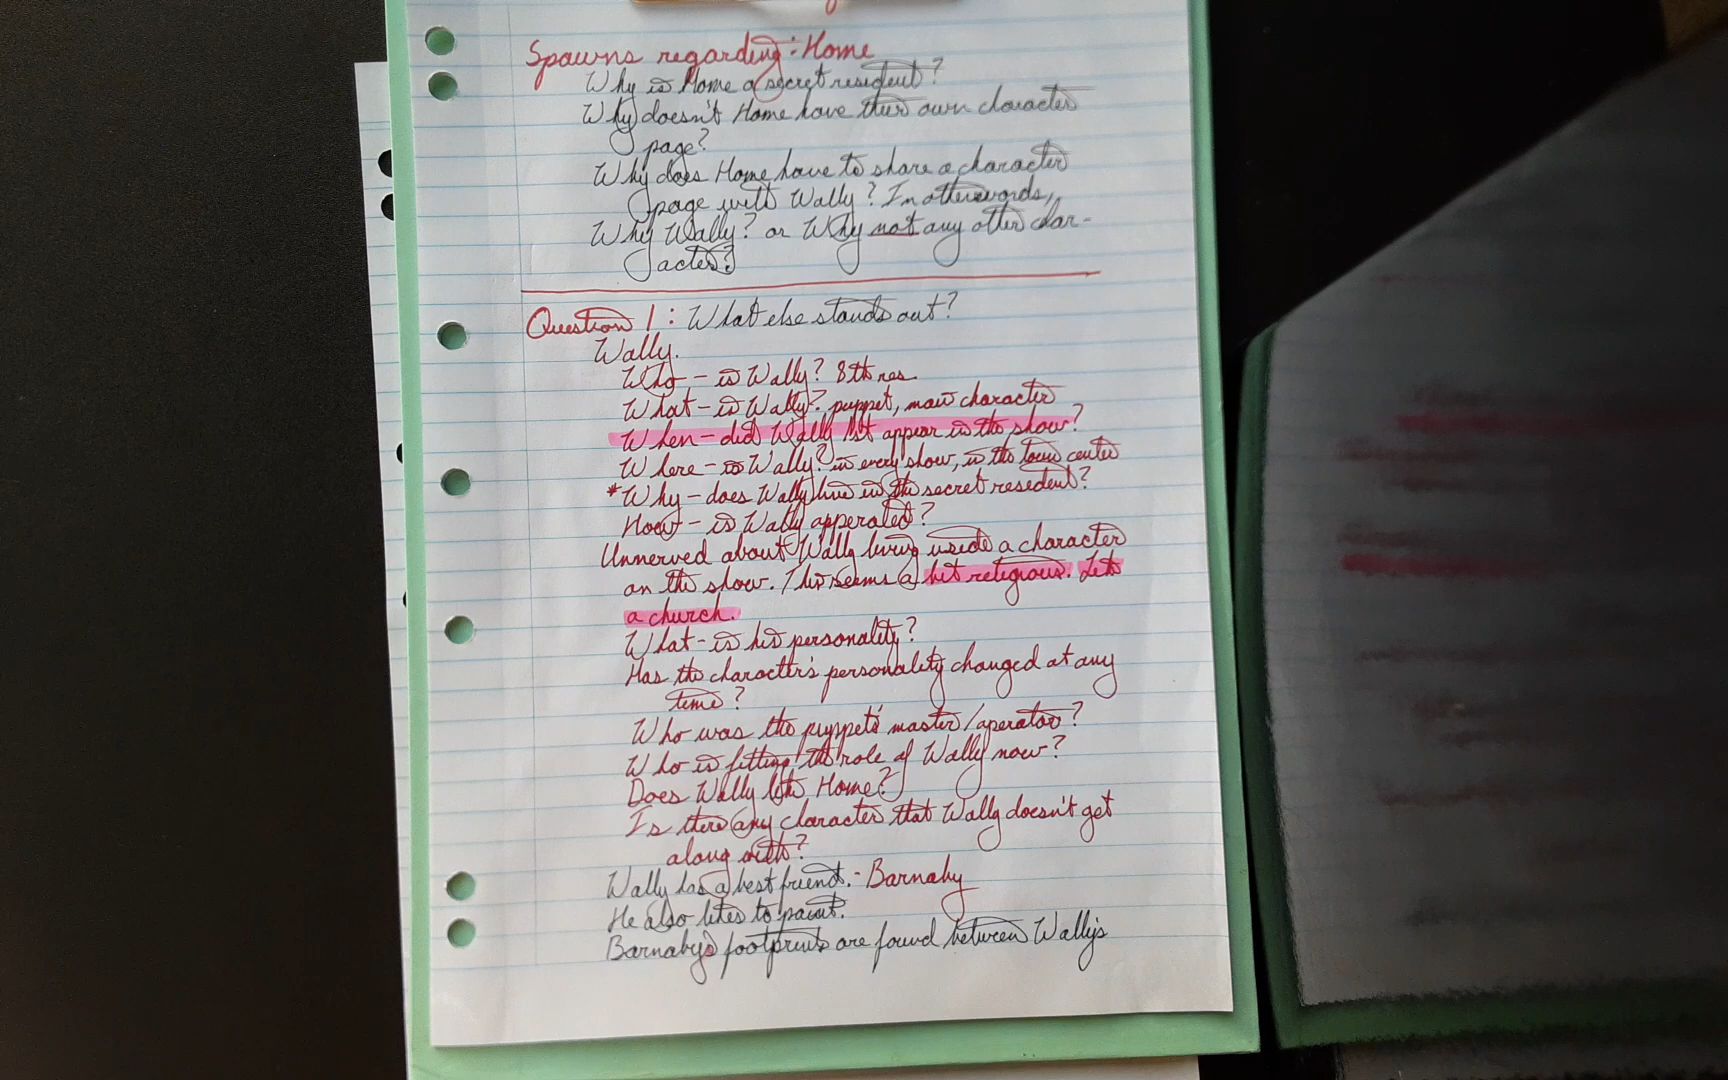 Spawns regarding: Home
Why is Home a secret resident?
Why doesn't Home have their own character
page?
Why does Home have to share a character
page with Wally? In otherwords,
Why Wally? or Why not any other char-
acter?
Question 1: What else stands out?
Wally.
Who - is Wally? 8th res.
What - is Wally? puppet, main character
When - did Wally 1st appear in the show?
Where - is Wally? in every show, in the town center
*Why - does Wally live in the secret resedent?
How - is Wally apperated?
Unnerved about Wally living inside a character
on the show. This seems a bit religious. Like
a church.
What - is his personality?
Has the character's personality changed at any
time?
Who was the puppets' master/operator?
Who is fitting the role of Wally now?
Does Wally like Home?
Is there any character that Wally doesn't get
along with?
Wally has a best friend. - Barnaby
He also likes to paint.
Barnaby's footprints are found between Wally's